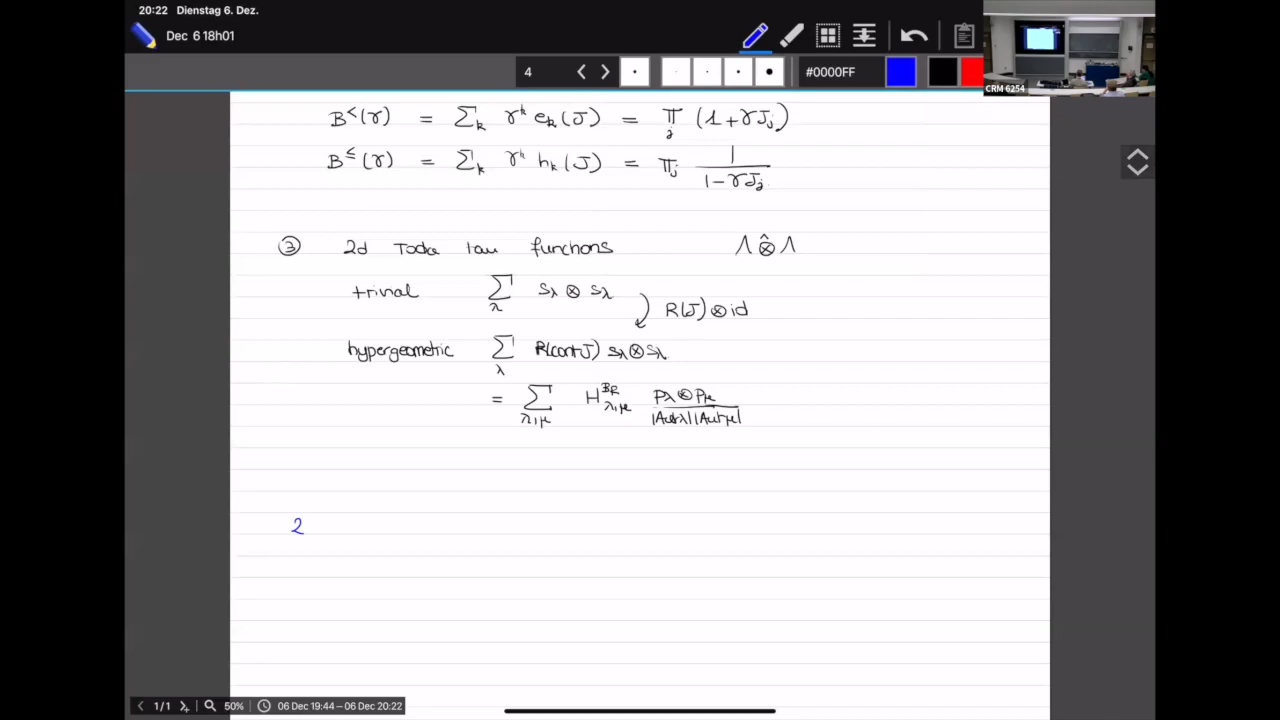 20:22 Dienstag 6. Dez.
Dec 6 18h01
4 #0000FF
CRM 6254
B^<(γ) = Σ_k γ^k e_k(J) = Π_j (1+γJ_j)
B^≤(γ) = Σ_k γ^k h_k(J) = Π_j 1/(1-γJ_j)
③ 2d Toda tau functions Λ ⊗̂ Λ
trivial Σ_λ s_λ ⊗ s_λ
R(J) ⊗ id
hypergeometric Σ_λ R(cont J) s_λ ⊗ s_λ
= Σ_{λ,μ} H^{BR}_{λ,μ} p_λ ⊗ p_μ / |Aut λ| |Aut μ|
2
1/1 50% 06 Dec 19:44 – 06 Dec 20:22